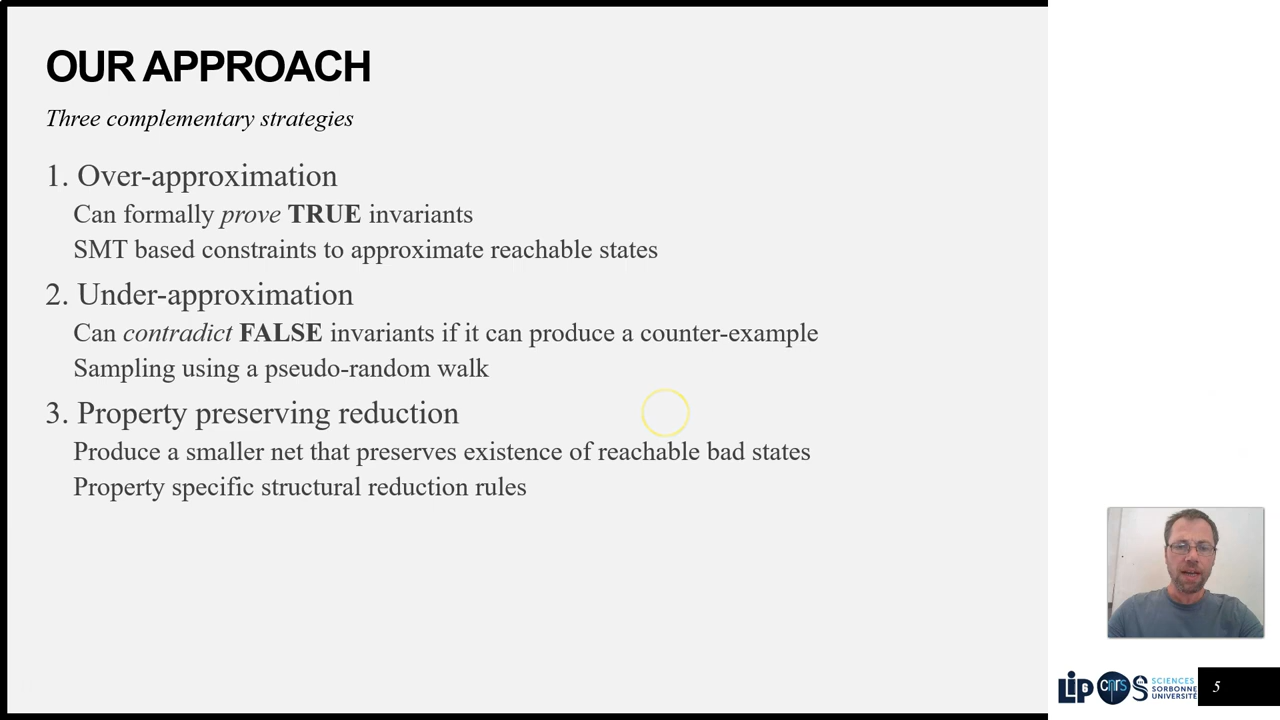 OUR APPROACH
Three complementary strategies
1. Over-approximation
Can formally prove TRUE invariants
SMT based constraints to approximate reachable states
2. Under-approximation
Can contradict FALSE invariants if it can produce a counter-example
Sampling using a pseudo-random walk
3. Property preserving reduction
Produce a smaller net that preserves existence of reachable bad states
Property specific structural reduction rules
LIP6
cnrs
S
SCIENCES
SORBONNE
UNIVERSITÉ
5